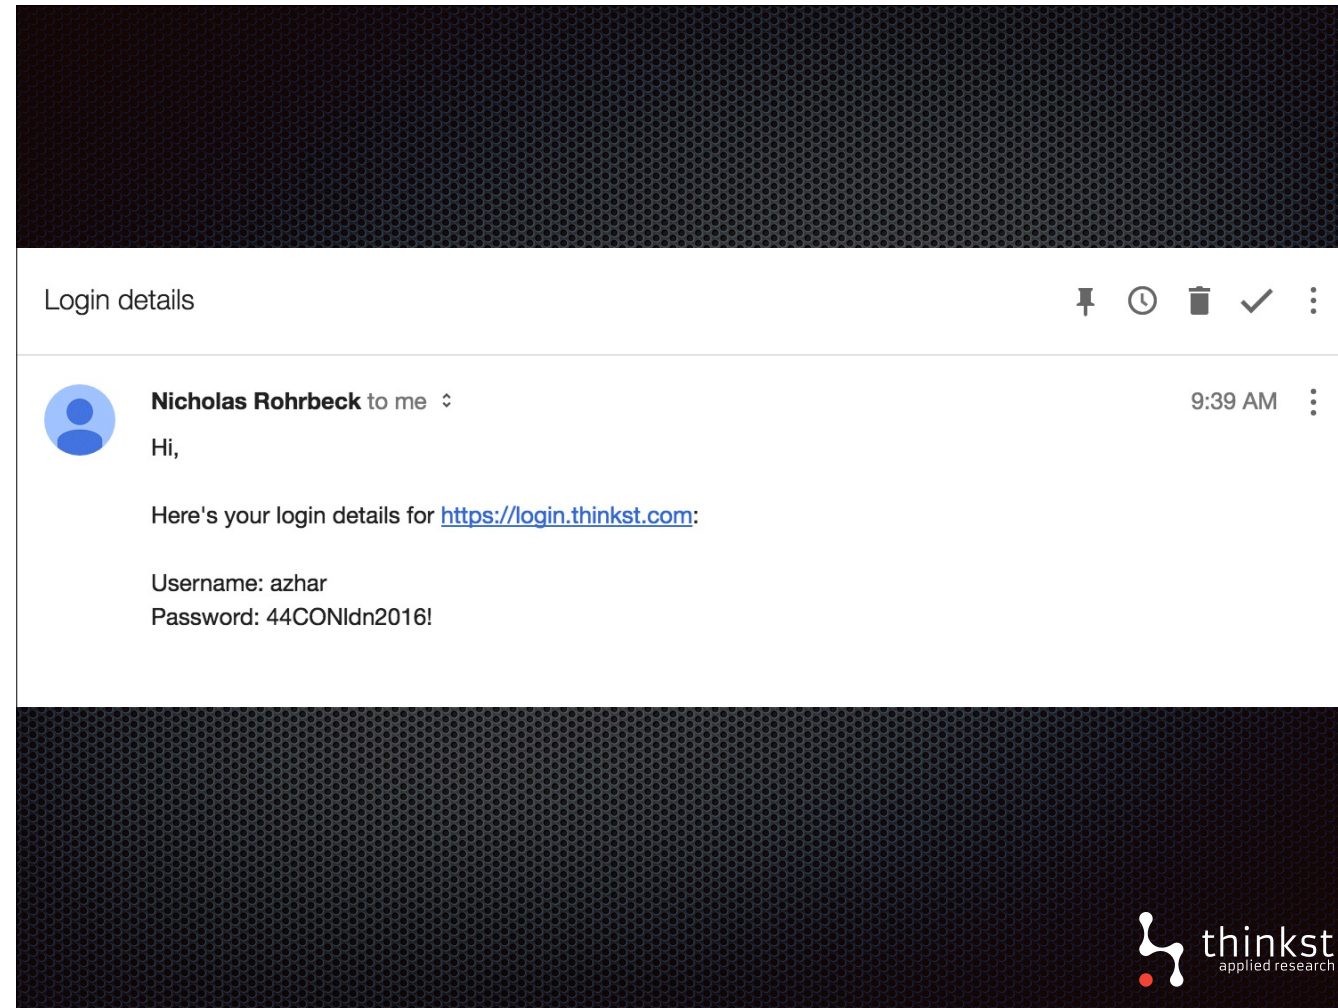 Login details
Nicholas Rohrbeck to me
9:39 AM
Hi,
Here's your login details for https://login.thinkst.com:
Username: azhar
Password: 44CONldn2016!
thinkst
applied research